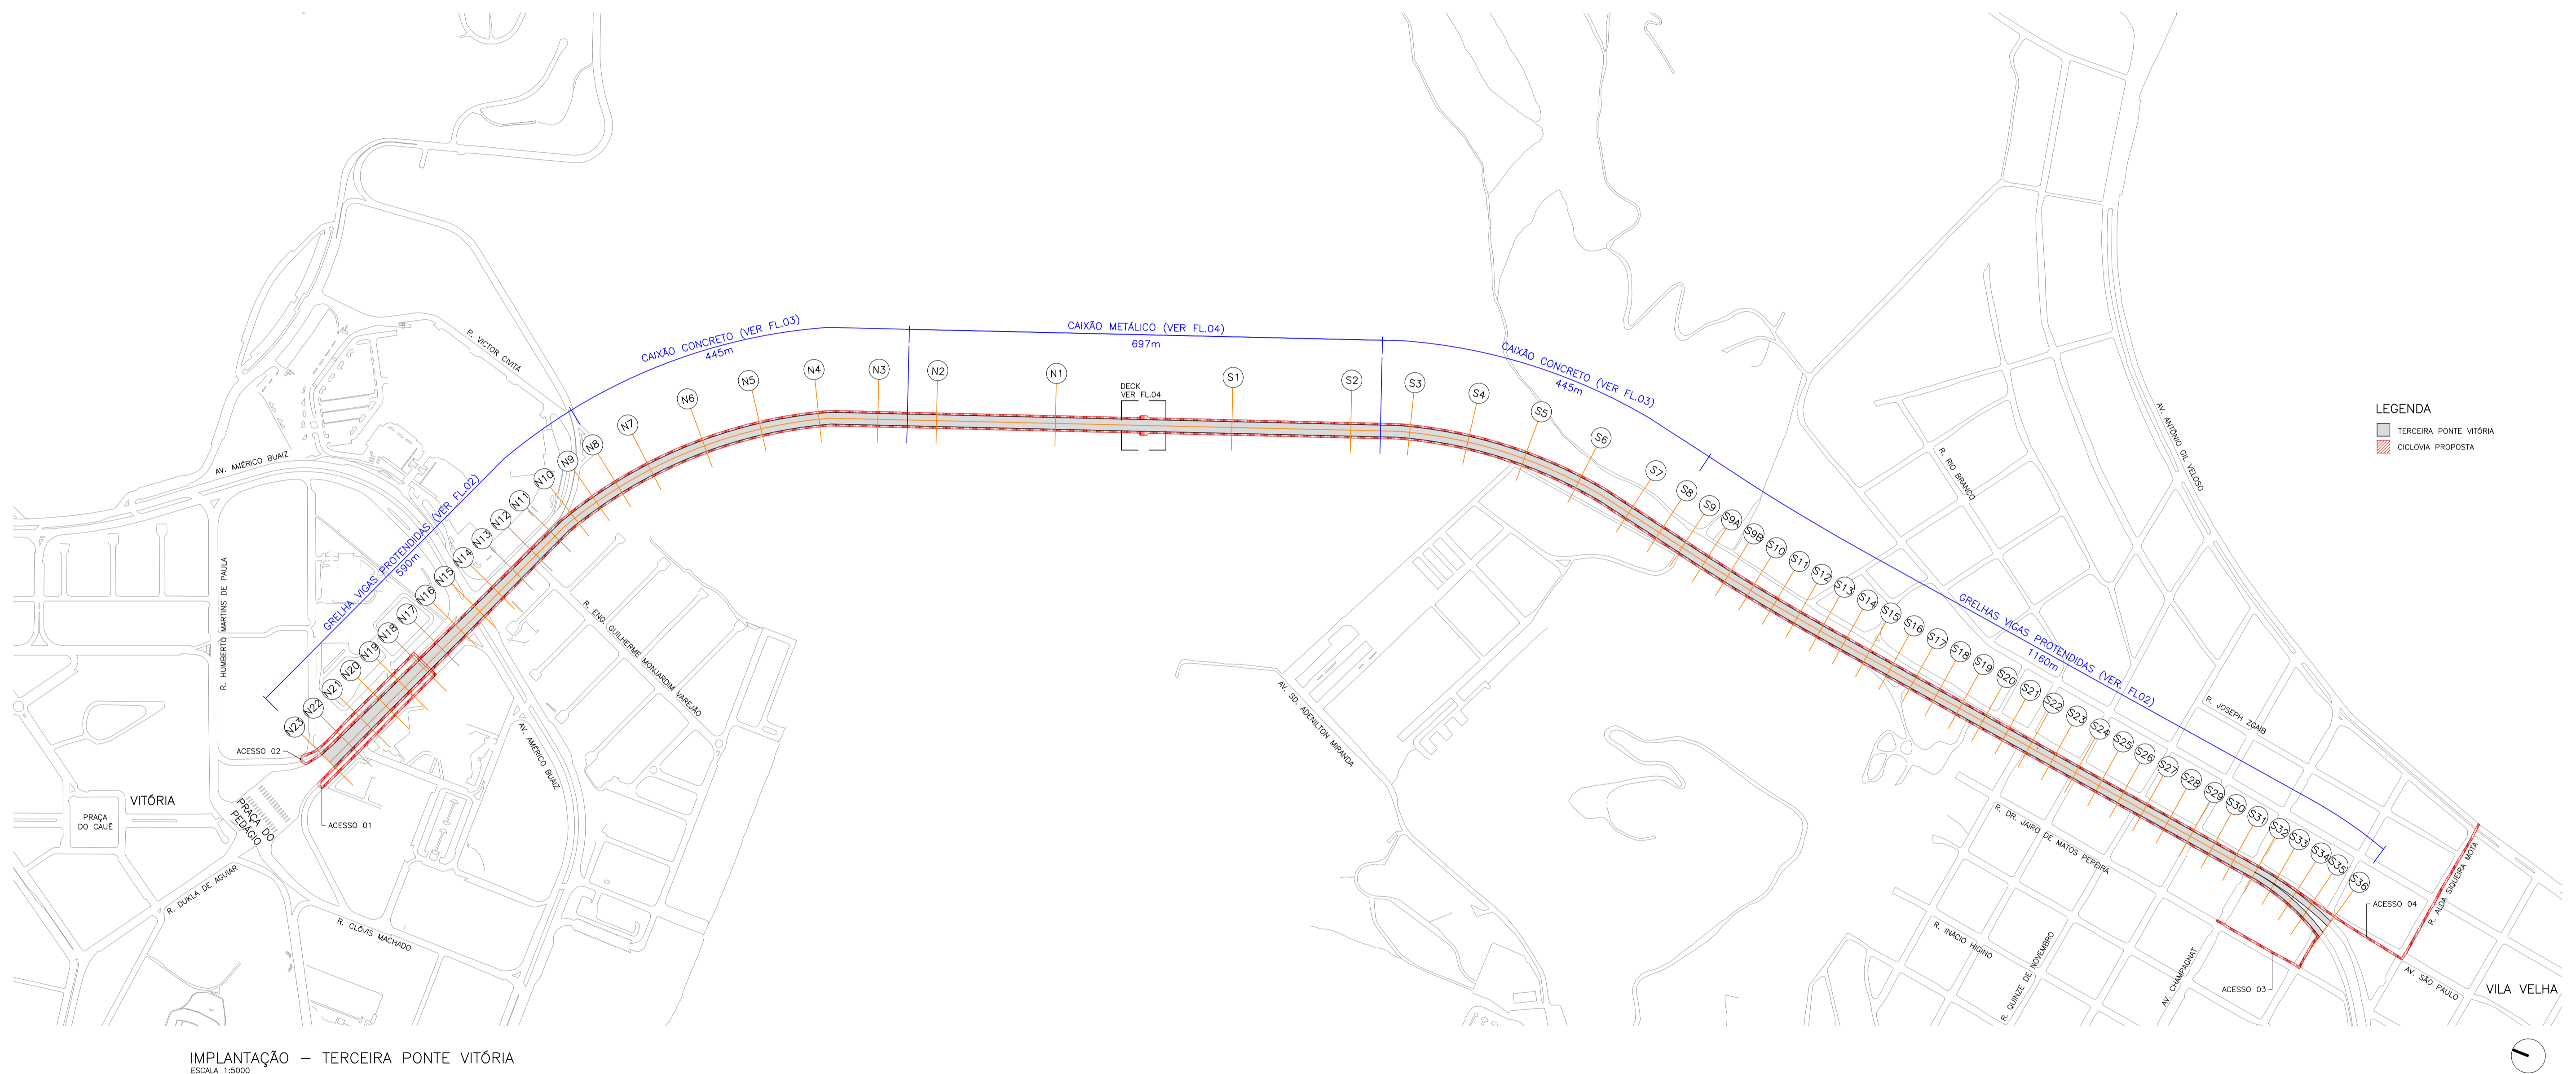 CAIXÃO CONCRETO (VER FL.03)
445m
CAIXÃO METÁLICO (VER FL.04)
697m
CAIXÃO CONCRETO (VER FL.03)
445m
GRELHA VIGAS PROTENDIDAS (VER FL.02)
590m
GRELHAS VIGAS PROTENDIDAS (VER. FL02)
1160m
DECK
VER FL.04
N23
N22
N21
N20
N19
N18
N17
N16
N15
N14
N13
N12
N11
N10
N9
N8
N7
N6
N5
N4
N3
N2
N1
S1
S2
S3
S4
S5
S6
S7
S8
S9
S9A
S9B
S10
S11
S12
S13
S14
S15
S16
S17
S18
S19
S20
S21
S22
S23
S24
S25
S26
S27
S28
S29
S30
S31
S32
S33
S34
S35
S36
R. VICTOR CIVITÁ
AV. AMÉRICO BUAIZ
R. HUMBERTO MARTINS DE PAULA
R. ENG. GUILHERME MONJARDIM VAREJÃO
AV. AMÉRICO BUAIZ
ACESSO 02
ACESSO 01
VITÓRIA
PRAÇA
DO CAUÊ
PRAÇA DO
PEDÁGIO
R. DUKLA DE AGUIAR
R. CLÓVIS MACHADO
AV. SD. ADENILTON MIRANDA
AV. ANTÔNIO GIL VELOSO
R. RIO BRANCO
R. JOSEPH ZGAIB
R. DR. JAIRO DE MATOS PEREIRA
R. INÁCIO HIGINO
R. QUINZE DE NOVEMBRO
AV. CHAMPAGNAT
ACESSO 03
ACESSO 04
R. ALDA SIQUEIRA MOTA
AV. SÃO PAULO
VILA VELHA
LEGENDA
TERCEIRA PONTE VITÓRIA
CICLOVIA PROPOSTA
IMPLANTAÇÃO – TERCEIRA PONTE VITÓRIA
ESCALA 1:5000